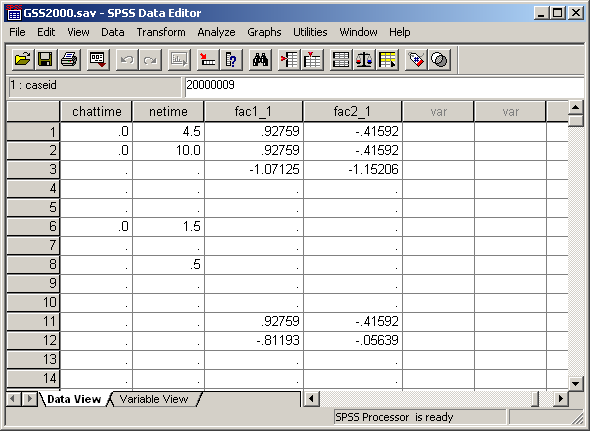 GSS2000.sav - SPSS Data Editor
File Edit View Data Transform Analyze Graphs Utilities Window Help
1 : caseid 20000009
chattime netime fac1_1 fac2_1 var var
1 .0 4.5 .92759 -.41592
2 .0 10.0 .92759 -.41592
3 . . -1.07125 -1.15206
4 . . . .
5 . . . .
6 .0 1.5 . .
7 . . . .
8 . .5 . .
9 . . . .
10 . . . .
11 . . .92759 -.41592
12 . . -.81193 -.05639
13 . . . .
14 . . . .
Data View Variable View
SPSS Processor is ready